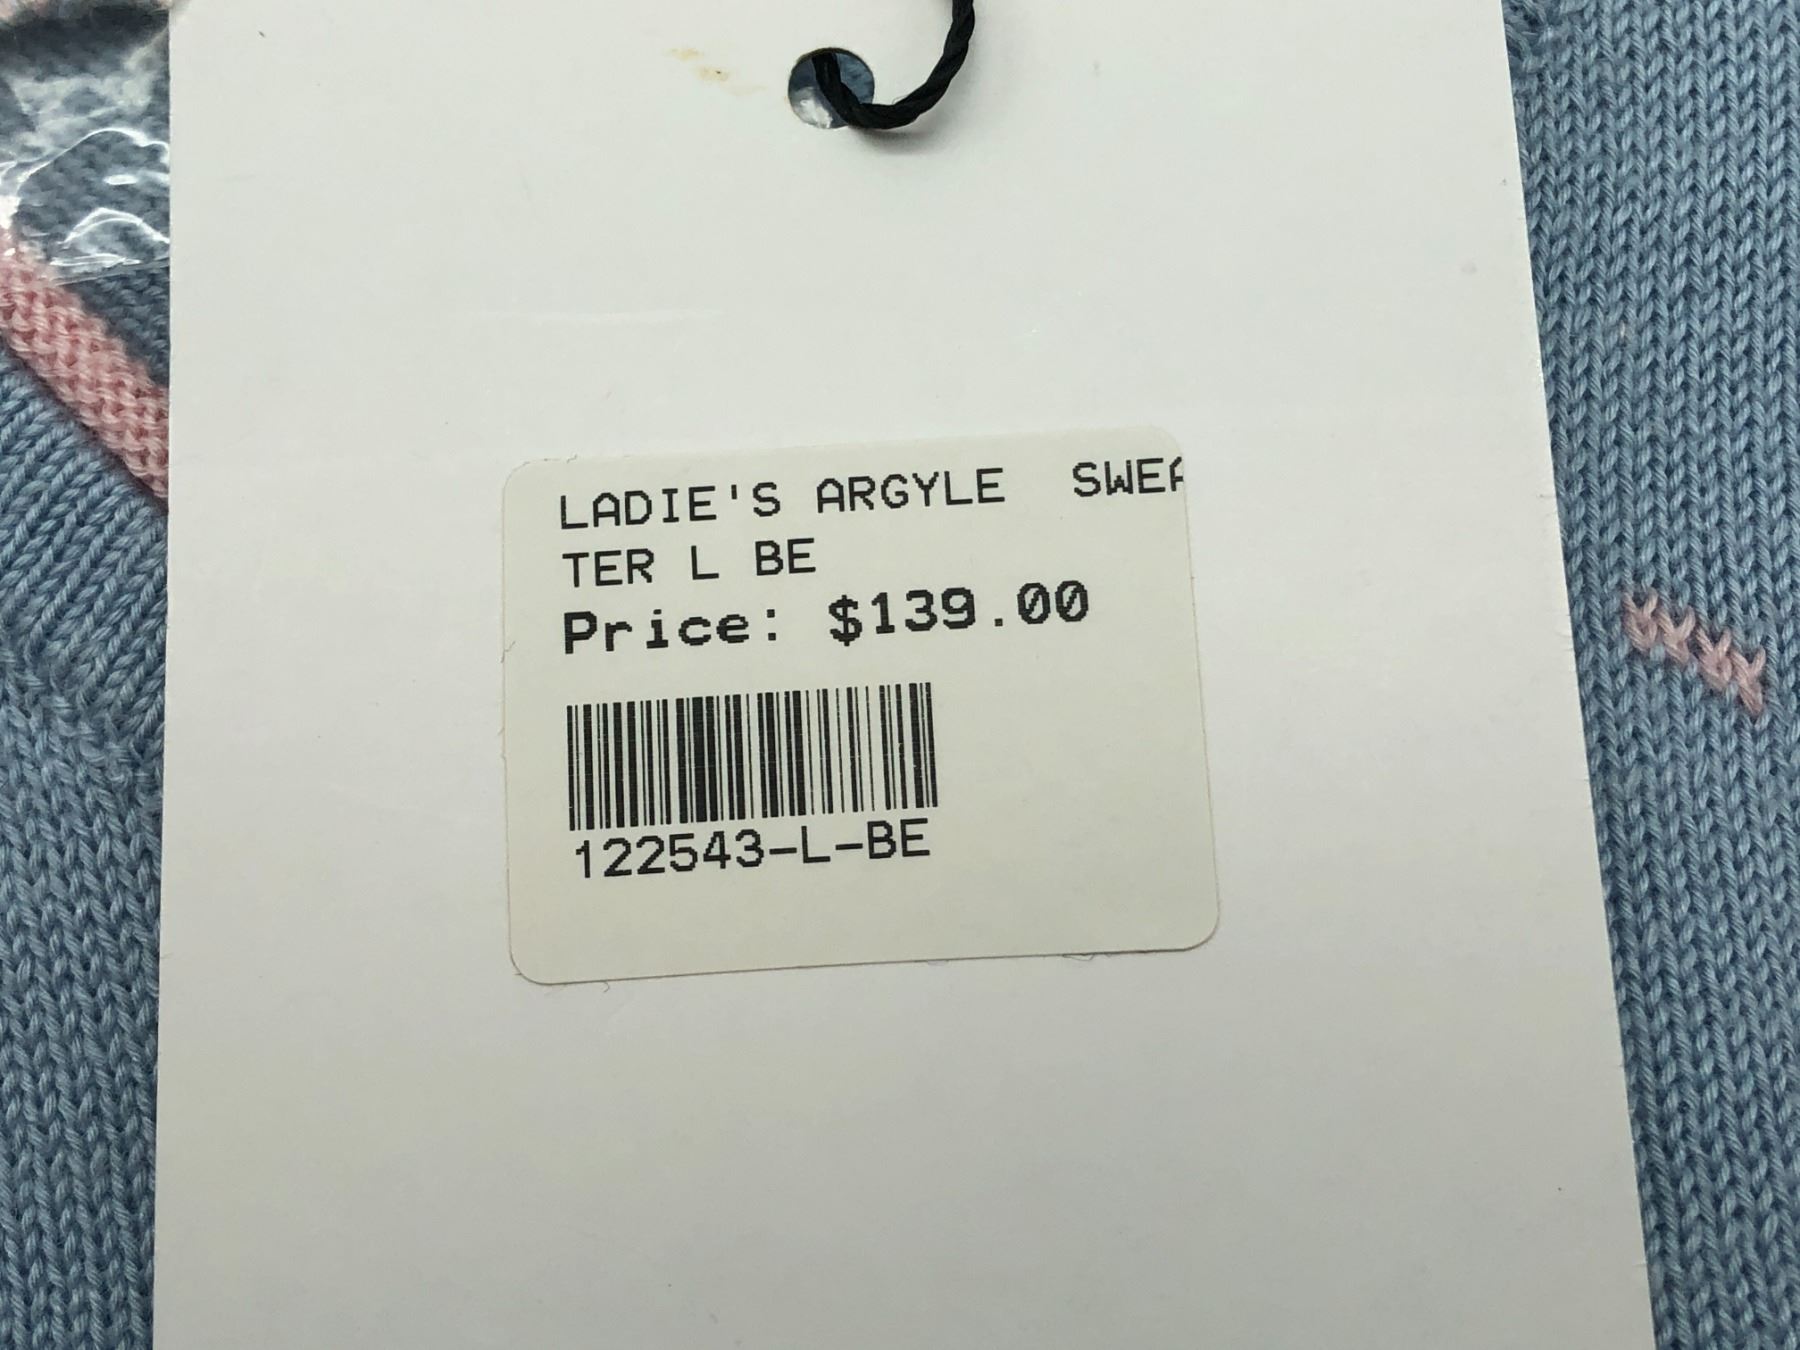 LADIE'S ARGYLE  SWEA
TER L BE
Price: $139.00
122543-L-BE